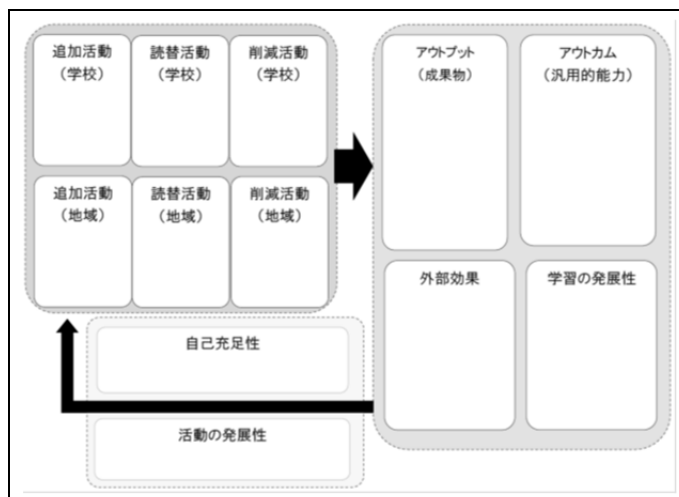 追加活動
（学校）
読替活動
（学校）
削減活動
（学校）
追加活動
（地域）
読替活動
（地域）
削減活動
（地域）
アウトプット
（成果物）
アウトカム
（汎用的能力）
外部効果
学習の発展性
自己充足性
活動の発展性